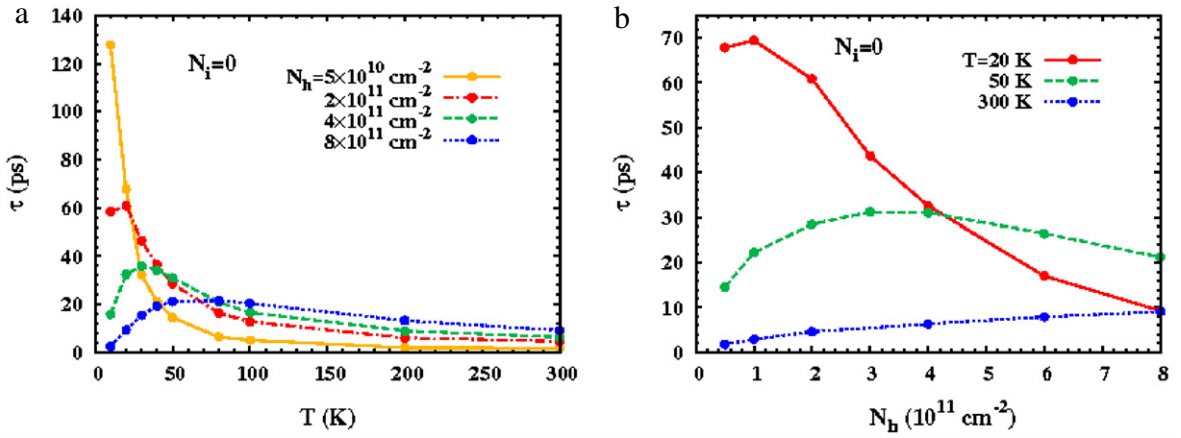 a
N_i=0
N_h=5×10^10 cm^-2
2×10^11 cm^-2
4×10^11 cm^-2
8×10^11 cm^-2
τ (ps)
140
120
100
80
60
40
20
0
0 50 100 150 200 250 300
T (K)
b
N_i=0
T=20 K
50 K
300 K
τ (ps)
70
60
50
40
30
20
10
0
0 1 2 3 4 5 6 7 8
N_h (10^11 cm^-2)